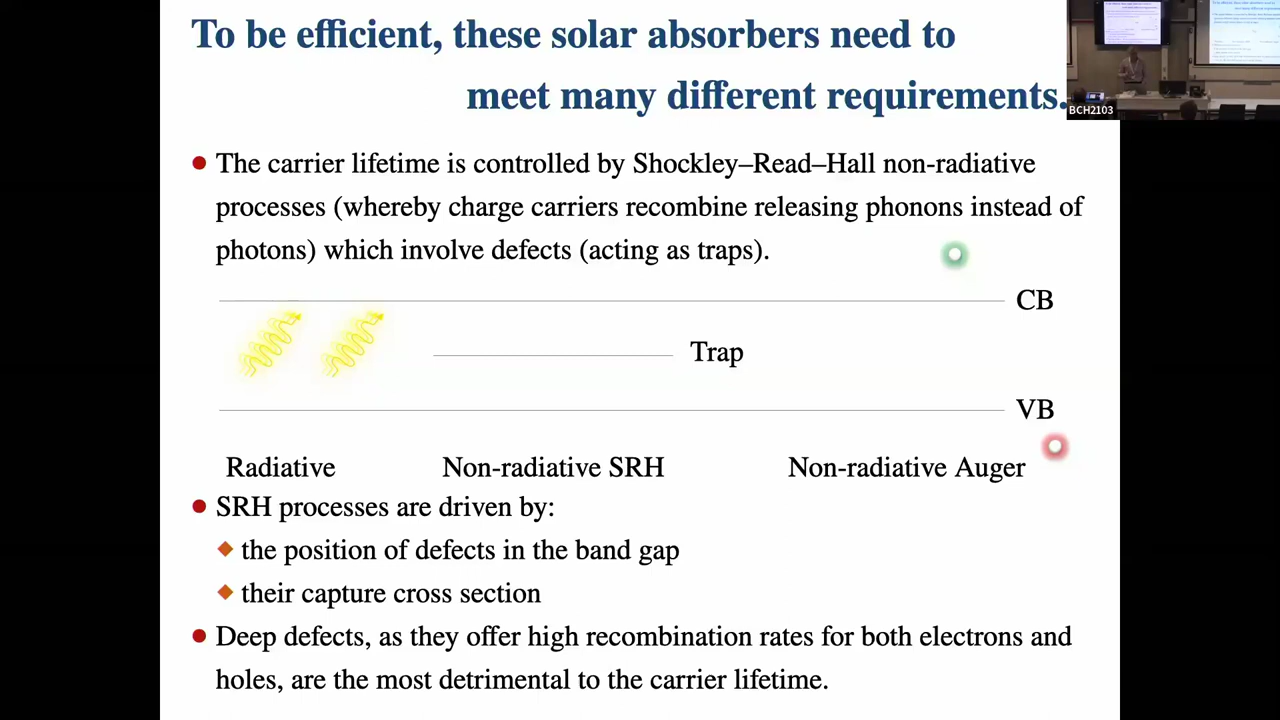 To be efficient, these solar absorbers need to
meet many different requirements.
BCH2103
● The carrier lifetime is controlled by Shockley–Read–Hall non-radiative
processes (whereby charge carriers recombine releasing phonons instead of
photons) which involve defects (acting as traps).
CB
Trap
VB
Radiative Non-radiative SRH Non-radiative Auger
● SRH processes are driven by:
◆ the position of defects in the band gap
◆ their capture cross section
● Deep defects, as they offer high recombination rates for both electrons and
holes, are the most detrimental to the carrier lifetime.